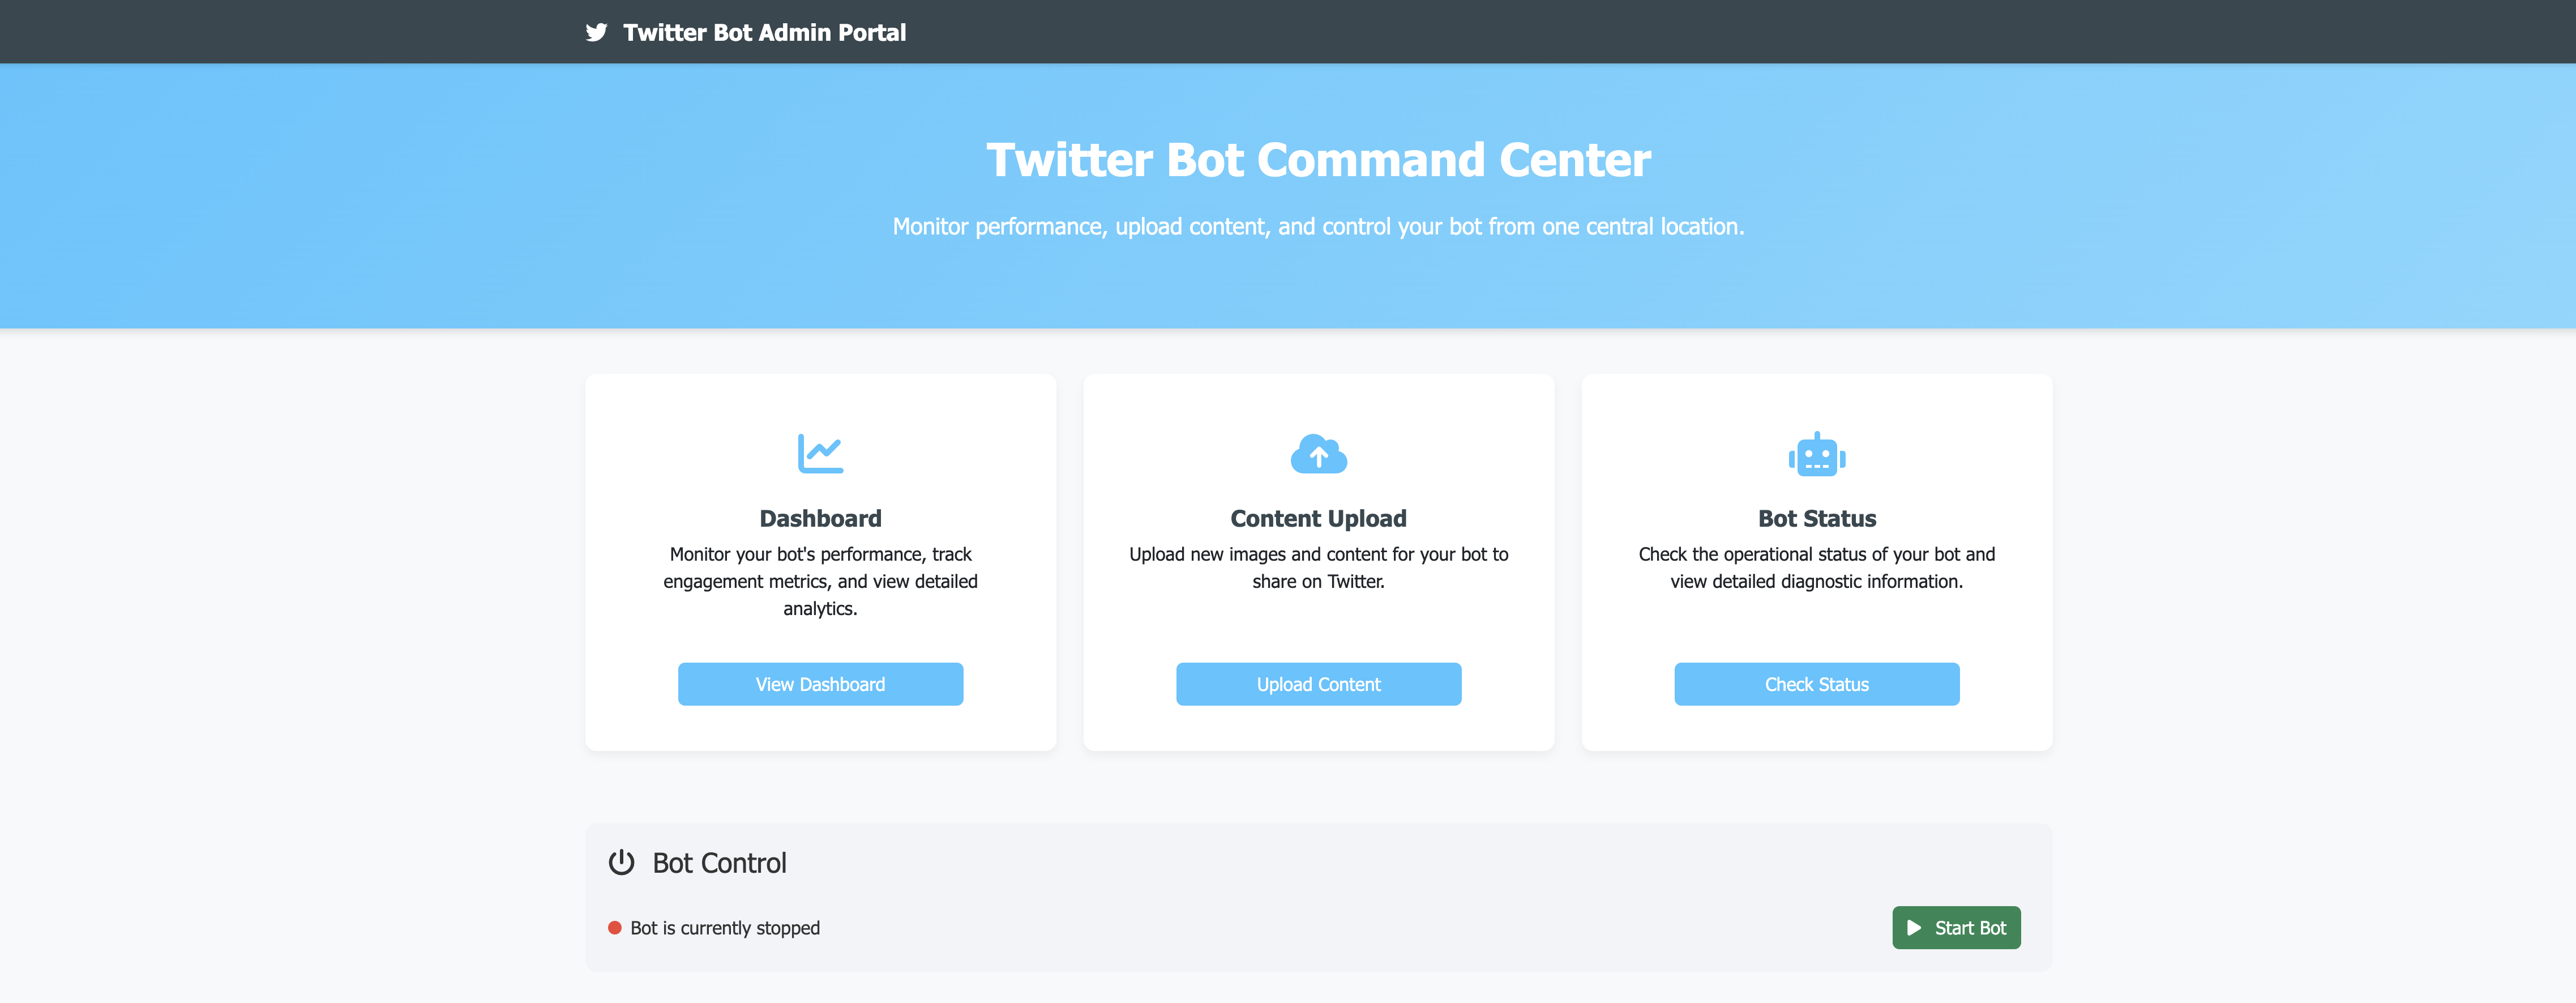 Twitter Bot Admin Portal
Twitter Bot Command Center
Monitor performance, upload content, and control your bot from one central location.
Dashboard
Monitor your bot's performance, track
engagement metrics, and view detailed
analytics.
View Dashboard
Content Upload
Upload new images and content for your bot to
share on Twitter.
Upload Content
Bot Status
Check the operational status of your bot and
view detailed diagnostic information.
Check Status
Bot Control
Bot is currently stopped
Start Bot